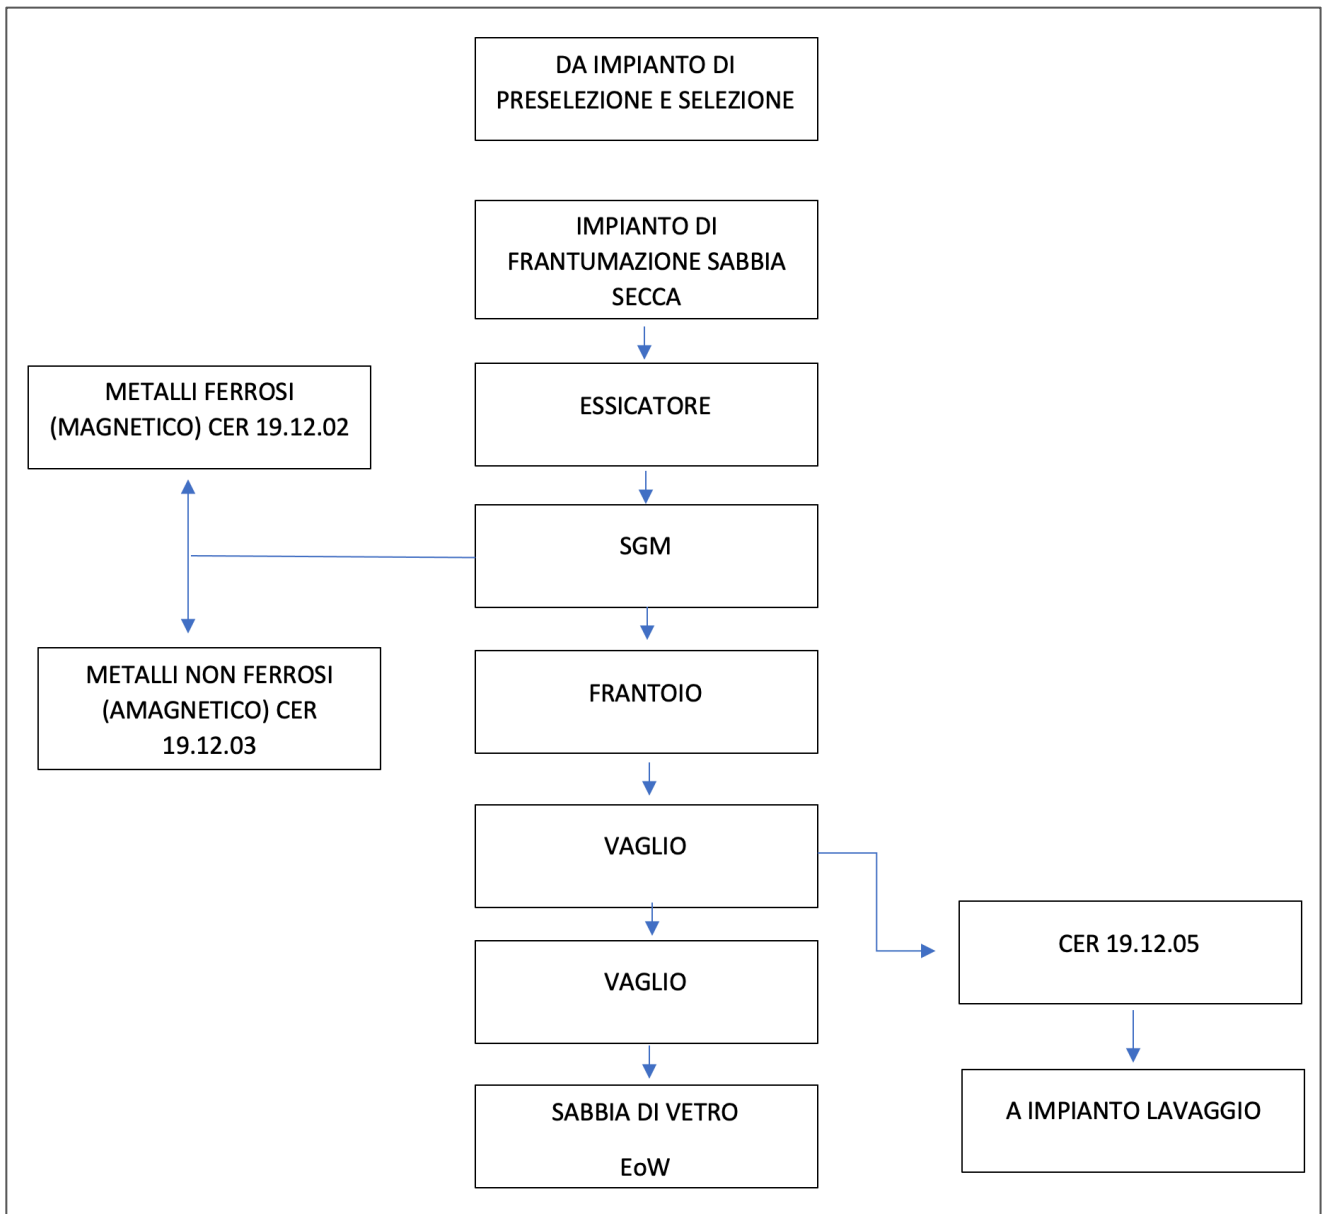 DA IMPIANTO DI
PRESELEZIONE E SELEZIONE
IMPIANTO DI
FRANTUMAZIONE SABBIA
SECCA
METALLI FERROSI
(MAGNETICO) CER 19.12.02
ESSICATORE
SGM
METALLI NON FERROSI
(AMAGNETICO) CER
19.12.03
FRANTOIO
VAGLIO
CER 19.12.05
VAGLIO
A IMPIANTO LAVAGGIO
SABBIA DI VETRO
EoW